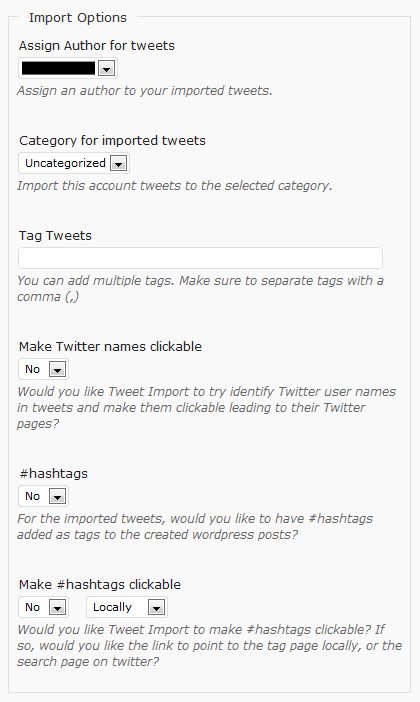 Import Options
Assign Author for tweets
Assign an author to your imported tweets.
Category for imported tweets
Uncategorized
Import this account tweets to the selected category.
Tag Tweets
You can add multiple tags. Make sure to separate tags with a
comma (,)
Make Twitter names clickable
No
Would you like Tweet Import to try identify Twitter user names
in tweets and make them clickable leading to their Twitter
pages?
#hashtags
No
For the imported tweets, would you like to have #hashtags
added as tags to the created wordpress posts?
Make #hashtags clickable
No Locally
Would you like Tweet Import to make #hashtags clickable? If
so, would you like the link to point to the tag page locally, or the
search page on twitter?